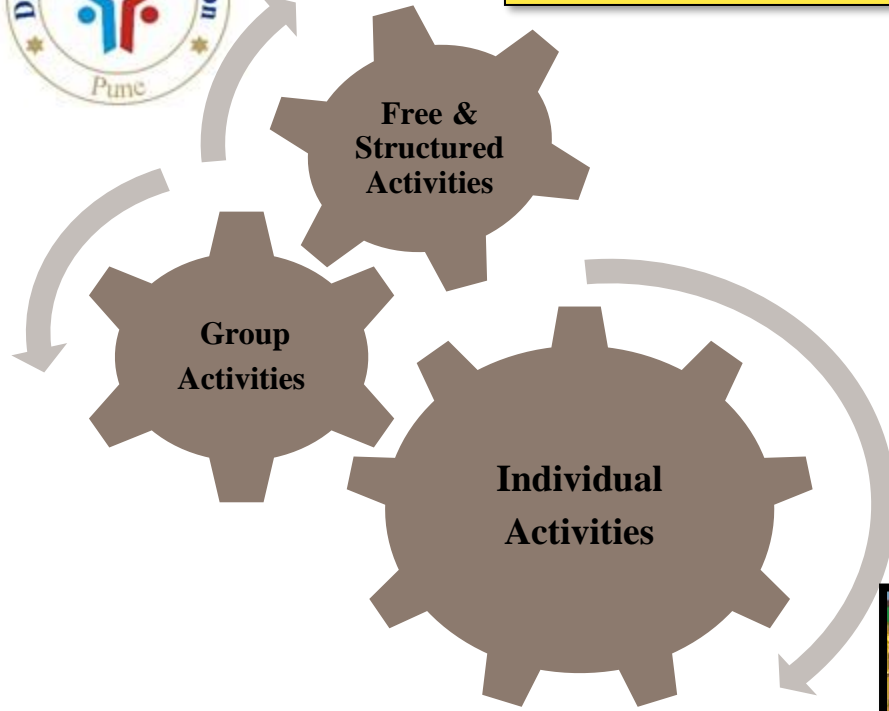 Pune
Free &
Structured
Activities
Group
Activities
Individual
Activities